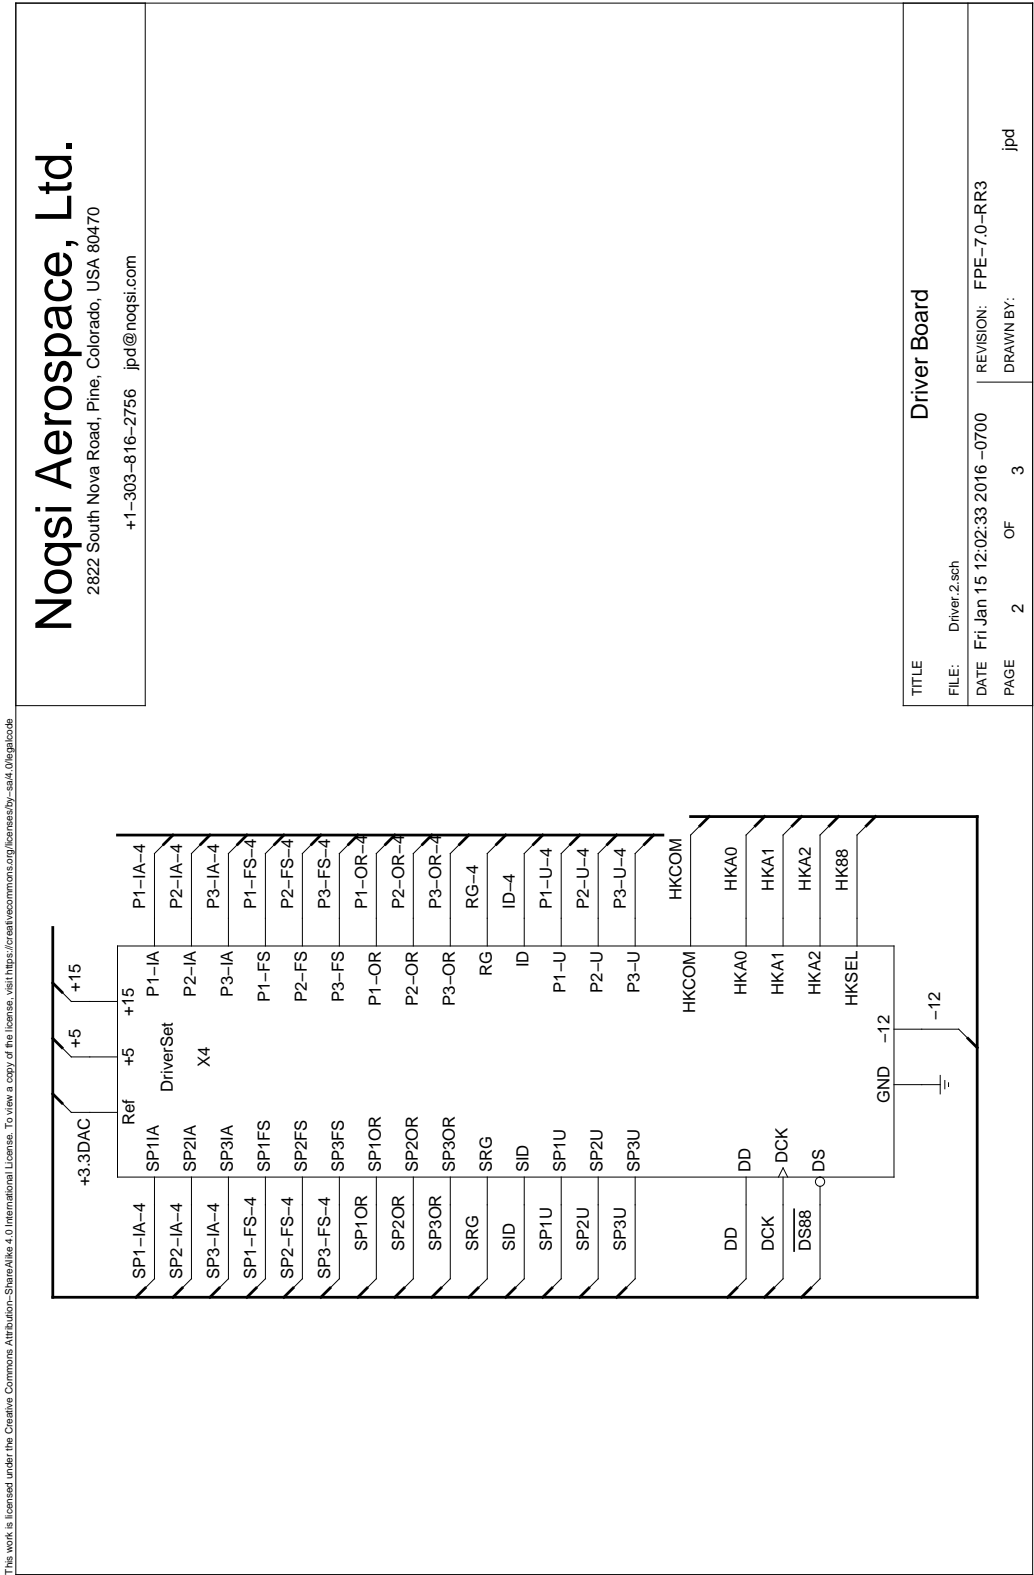 This work is licensed under the Creative Commons Attribution−ShareAlike 4.0 International License. To view a copy of the license, visit https://creativecommons.org/licenses/by−sa/4.0/legalcode
Noqsi Aerospace, Ltd.
2822 South Nova Road, Pine, Colorado, USA 80470
+1−303−816−2756 jpd@noqsi.com
+3.3DAC
+5
+15
Ref
+5
+15
DriverSet
X4
SP1−IA−4 SP1IA P1−IA P1−IA−4
SP2−IA−4 SP2IA P2−IA P2−IA−4
SP3−IA−4 SP3IA P3−IA P3−IA−4
SP1−FS−4 SP1FS P1−FS P1−FS−4
SP2−FS−4 SP2FS P2−FS P2−FS−4
SP3−FS−4 SP3FS P3−FS P3−FS−4
SP1OR SP1OR P1−OR P1−OR−4
SP2OR SP2OR P2−OR P2−OR−4
SP3OR SP3OR P3−OR P3−OR−4
SRG SRG RG RG−4
SID SID ID ID−4
SP1U SP1U P1−U P1−U−4
SP2U SP2U P2−U P2−U−4
SP3U SP3U P3−U P3−U−4
HKCOM HKCOM
DD DD HKA0 HKA0
DCK DCK HKA1 HKA1
DS88 DS HKA2 HKA2
HKSEL HK88
GND −12
−12
TITLE
Driver Board
FILE: Driver.2.sch
DATE Fri Jan 15 12:02:33 2016 −0700 REVISION: FPE−7.0−RR3
PAGE 2 OF 3 DRAWN BY: jpd